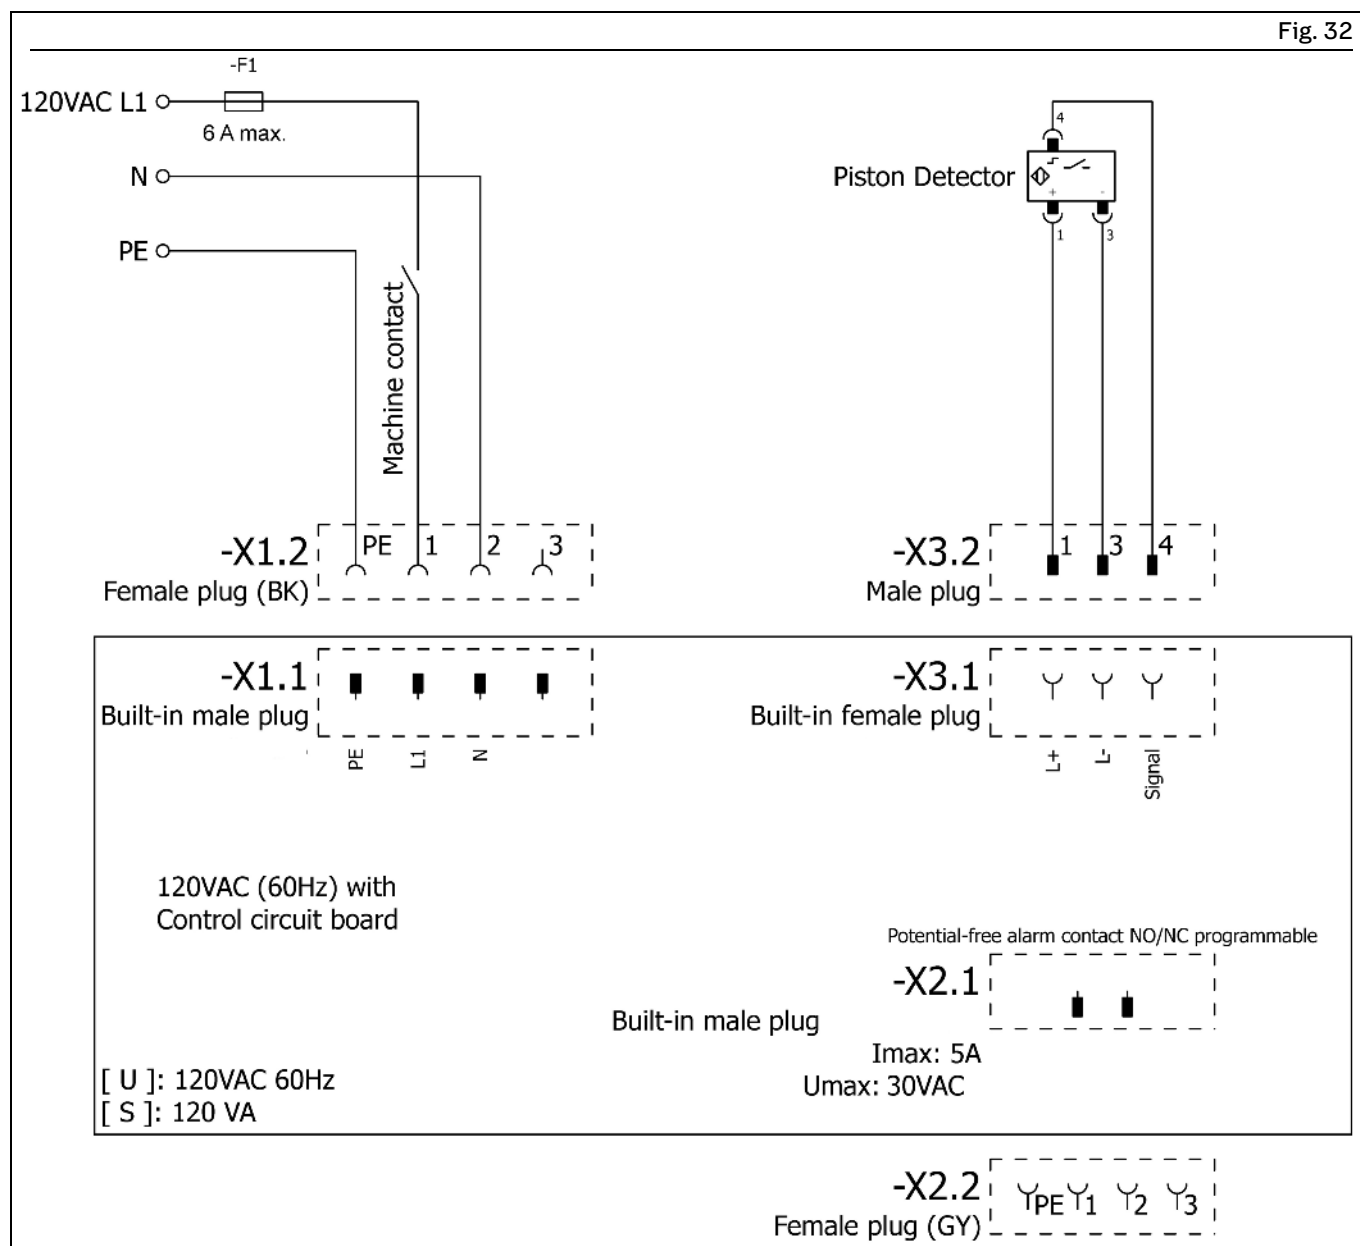 Fig. 32
-F1
120VAC L1
6 A max.
4
N
Piston Detector
+ -
PE
1 3
Machine contact
-X1.2 PE 1 2 3
Female plug (BK)
-X3.2 1 3 4
Male plug
-X1.1
Built-in male plug
PE L1 N
-X3.1
Built-in female plug
L+ L- Signal
120VAC (60Hz) with
Control circuit board
Potential-free alarm contact NO/NC programmable
-X2.1
Built-in male plug
Imax: 5A
Umax: 30VAC
[ U ]: 120VAC 60Hz
[ S ]: 120 VA
-X2.2 PE 1 2 3
Female plug (GY)